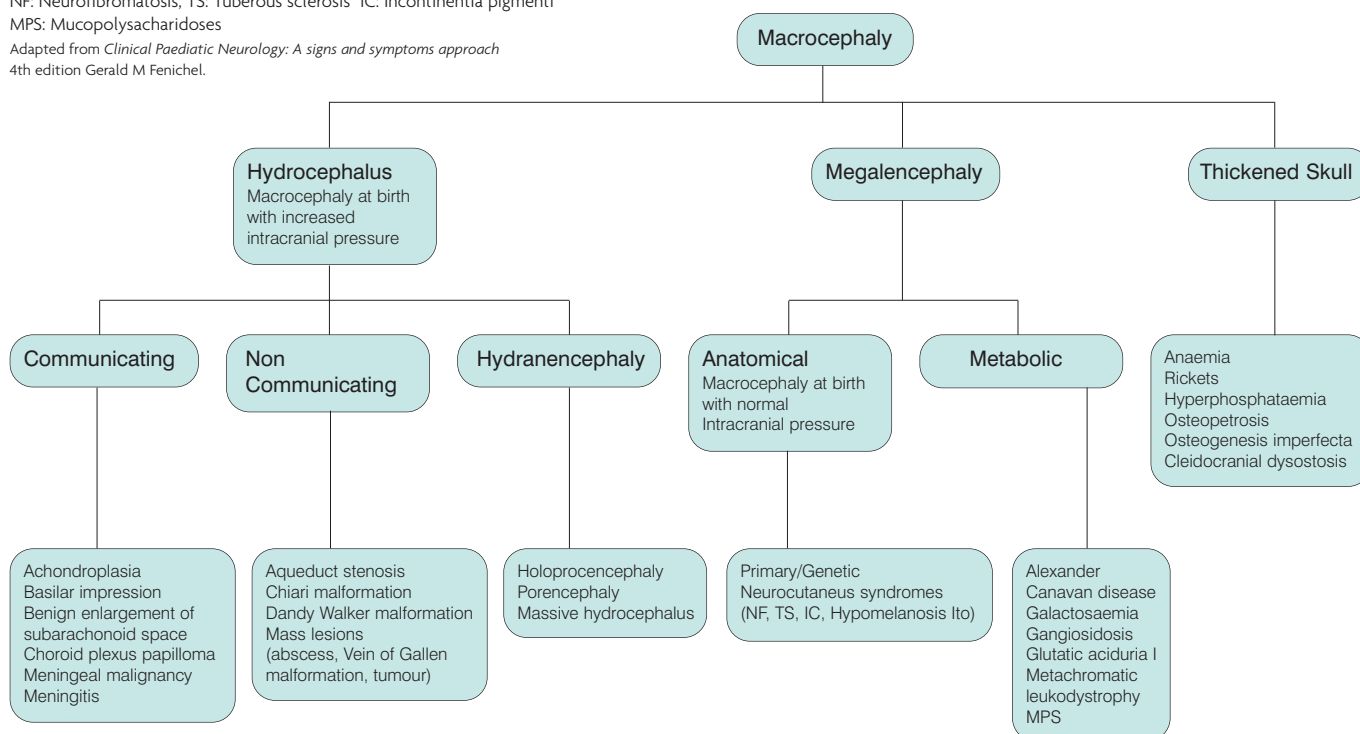 NF: Neurofibromatosis, TS: Tuberous sclerosis IC: Incontinentia pigmenti
MPS: Mucopolysacharidoses
Adapted from Clinical Paediatic Neurology: A signs and symptoms approach
4th edition Gerald M Fenichel.
Macrocephaly
Hydrocephalus
Macrocephaly at birth
with increased
intracranial pressure
Megalencephaly
Thickened Skull
Communicating
Non
Communicating
Hydranencephaly
Anatomical
Macrocephaly at birth
with normal
Intracranial pressure
Metabolic
Anaemia
Rickets
Hyperphosphataemia
Osteopetrosis
Osteogenesis imperfecta
Cleidocranial dysostosis
Achondroplasia
Basilar impression
Benign enlargement of
subarachonoid space
Choroid plexus papilloma
Meningeal malignancy
Meningitis
Aqueduct stenosis
Chiari malformation
Dandy Walker malformation
Mass lesions
(abscess, Vein of Gallen
malformation, tumour)
Holoprocencephaly
Porencephaly
Massive hydrocephalus
Primary/Genetic
Neurocutaneus syndromes
(NF, TS, IC, Hypomelanosis Ito)
Alexander
Canavan disease
Galactosaemia
Gangiosidosis
Glutatic aciduria I
Metachromatic
leukodystrophy
MPS